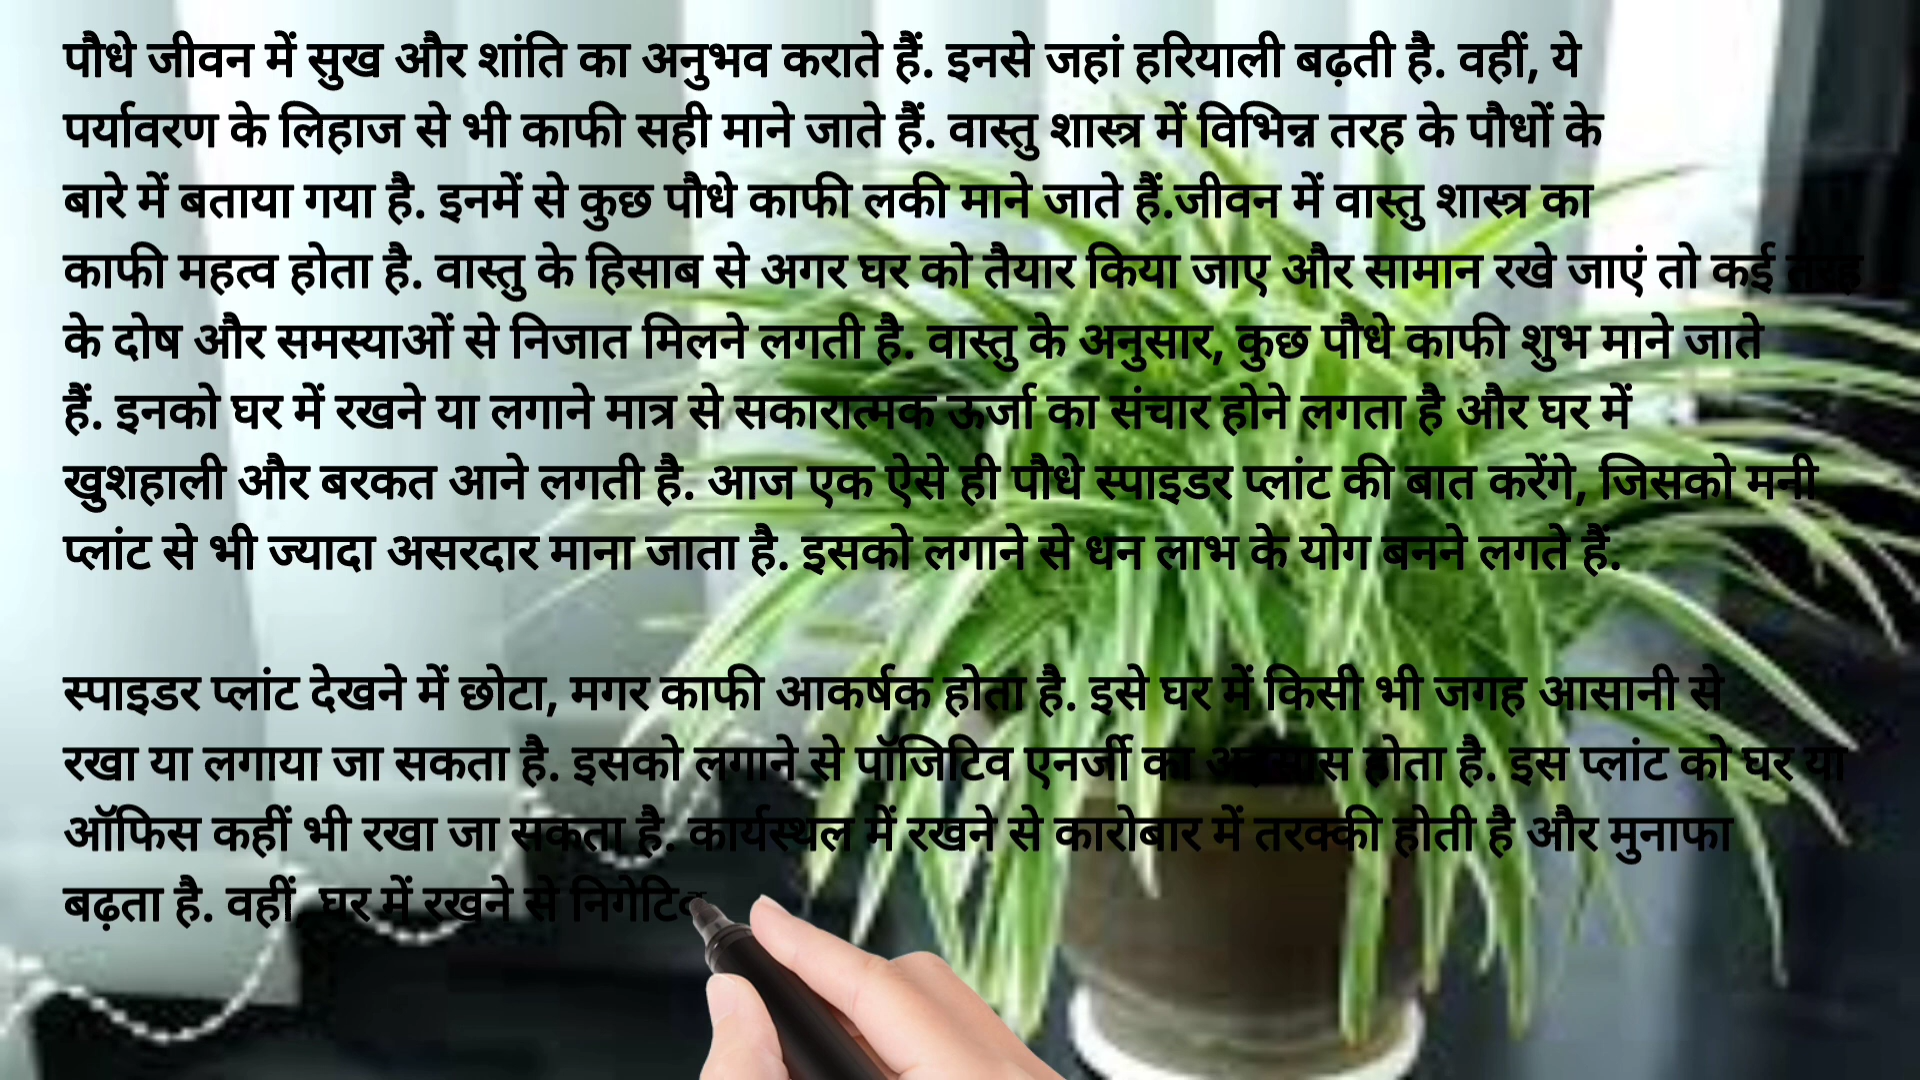 पौधे जीवन में सुख और शांति का अनुभव कराते हैं. इनसे जहां हरियाली बढ़ती है. वहीं, ये
पर्यावरण के लिहाज से भी काफी सही माने जाते हैं. वास्तु शास्त्र में विभिन्न तरह के पौधों के
बारे में बताया गया है. इनमें से कुछ पौधे काफी लकी माने जाते हैं.जीवन में वास्तु शास्त्र का
काफी महत्व होता है. वास्तु के हिसाब से अगर घर को तैयार किया जाए और सामान रखे जाएं तो कई तरह
के दोष और समस्याओं से निजात मिलने लगती है. वास्तु के अनुसार, कुछ पौधे काफी शुभ माने जाते
हैं. इनको घर में रखने या लगाने मात्र से सकारात्मक ऊर्जा का संचार होने लगता है और घर में
खुशहाली और बरकत आने लगती है. आज एक ऐसे ही पौधे स्पाइडर प्लांट की बात करेंगे, जिसको मनी
प्लांट से भी ज्यादा असरदार माना जाता है. इसको लगाने से धन लाभ के योग बनने लगते हैं.
स्पाइडर प्लांट देखने में छोटा, मगर काफी आकर्षक होता है. इसे घर में किसी भी जगह आसानी से
रखा या लगाया जा सकता है. इसको लगाने से पॉजिटिव एनर्जी का अहसास होता है. इस प्लांट को घर या
ऑफिस कहीं भी रखा जा सकता है. कार्यस्थल में रखने से कारोबार में तरक्की होती है और मुनाफा
बढ़ता है. वहीं, घर में रखने से